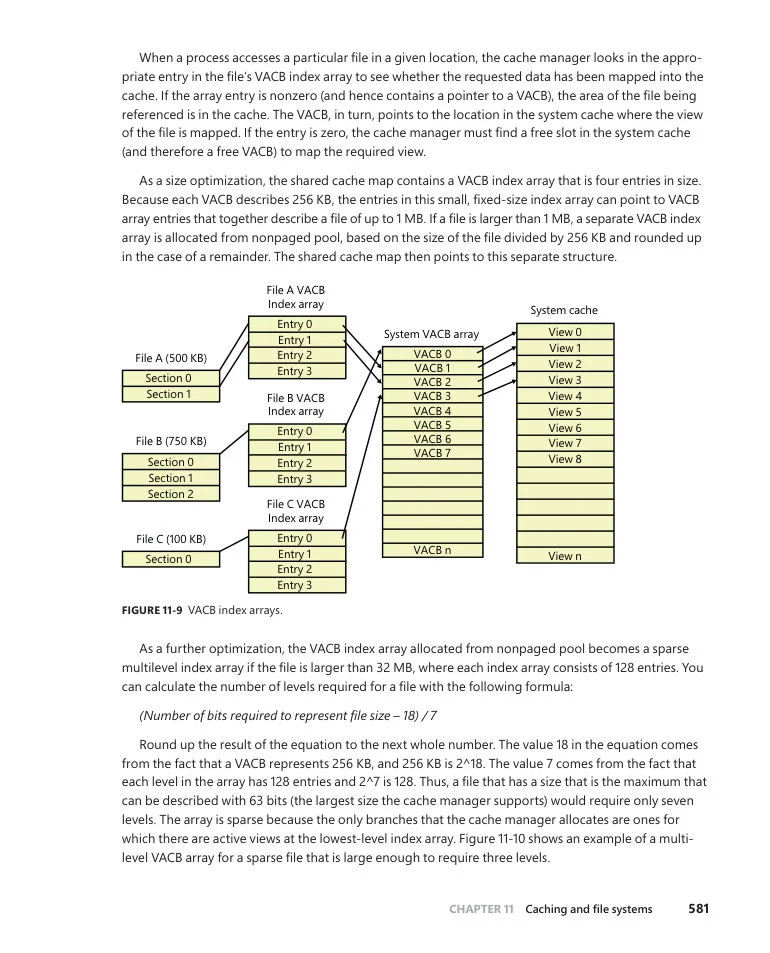 When a process accesses a particular file in a given location, the cache manager looks in the appro-
priate entry in the file's VACB index array to see whether the requested data has been mapped into the
cache. If the array entry is nonzero (and hence contains a pointer to a VACB), the area of the file being
referenced is in the cache. The VACB, in turn, points to the location in the system cache where the view
of the file is mapped. If the entry is zero, the cache manager must find a free slot in the system cache
(and therefore a free VACB) to map the required view.
As a size optimization, the shared cache map contains a VACB index array that is four entries in size.
Because each VACB describes 256 KB, the entries in this small, fixed-size index array can point to VACB
array entries that together describe a file of up to 1 MB. If a file is larger than 1 MB, a separate VACB index
array is allocated from nonpaged pool, based on the size of the file divided by 256 KB and rounded up
in the case of a remainder. The shared cache map then points to this separate structure.
File A (500 KB)
Section 0
Section 1
File B (750 KB)
Section 0
Section 1
Section 2
File C (100 KB)
Section 0
File A VACB
Index array
Entry 0
Entry 1
Entry 2
Entry 3
File B VACB
Index array
Entry 0
Entry 1
Entry 2
Entry 3
File C VACB
Index array
Entry 0
Entry 1
Entry 2
Entry 3
System VACB array
VACB 0
VACB 1
VACB 2
VACB 3
VACB 4
VACB 5
VACB 6
VACB 7
VACB n
System cache
View 0
View 1
View 2
View 3
View 4
View 5
View 6
View 7
View 8
View n
FIGURE 11-9 VACB index arrays.
As a further optimization, the VACB index array allocated from nonpaged pool becomes a sparse
multilevel index array if the file is larger than 32 MB, where each index array consists of 128 entries. You
can calculate the number of levels required for a file with the following formula:
(Number of bits required to represent file size – 18) / 7
Round up the result of the equation to the next whole number. The value 18 in the equation comes
from the fact that a VACB represents 256 KB, and 256 KB is 2^18. The value 7 comes from the fact that
each level in the array has 128 entries and 2^7 is 128. Thus, a file that has a size that is the maximum that
can be described with 63 bits (the largest size the cache manager supports) would require only seven
levels. The array is sparse because the only branches that the cache manager allocates are ones for
which there are active views at the lowest-level index array. Figure 11-10 shows an example of a multi-
level VACB array for a sparse file that is large enough to require three levels.
CHAPTER 11 Caching and file systems 581